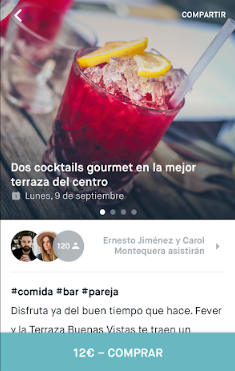 COMPARTIR
Dos cocktails gourmet en la mejor
terraza del centro
Lunes, 9 de septiembre
120
Ernesto Jiménez y Carol
Montequera asistirán
#comida #bar #pareja
Disfruta ya del buen tiempo que hace. Fever
y la Terraza Buenas Vistas te traen un
12€ – COMPRAR